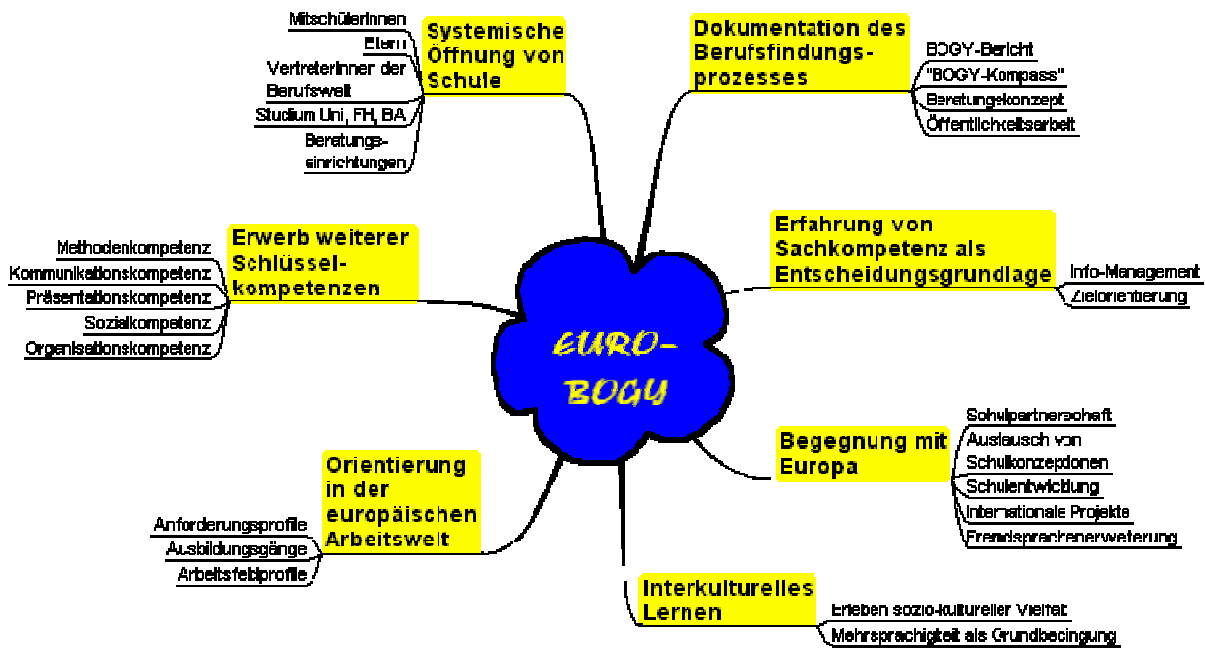 EURO-
BOGY
Systemische
Öffnung von
Schule
MitschülerInnen
Eltern
VertreterInner der
Berufswelt
Studium Uni, FH, BA
Beratungs-
einrichtungen
Dokumentation des
Berufsfindungs-
prozesses
BOGY-Bericht
"BOGY-Kompass"
Beratungskonzept
Öffentlichkeitsarbeit
Erfahrung von
Sachkompetenz als
Entscheidungsgrundlage
Info-Management
Zielorientierung
Begegnung mit
Europa
Schulpartnerschaft
Austausch von
Schulkonzeptionen
Schulentwicklung
Internationale Projekte
Fremdsprachenerweiterung
Interkulturelles
Lernen
Erleben sozio-kultureller Vielfalt
Mehrsprachigkeit als Grundbedingung
Orientierung
in der
europäischen
Arbeitswelt
Anforderungsprofile
Ausbildungsgänge
Arbeitsfeldprofile
Erwerb weiterer
Schlüssel-
kompetenzen
Methodenkompetenz
Kommunikationskompetenz
Präsentationskompetenz
Sozialkompetenz
Organisationskompetenz